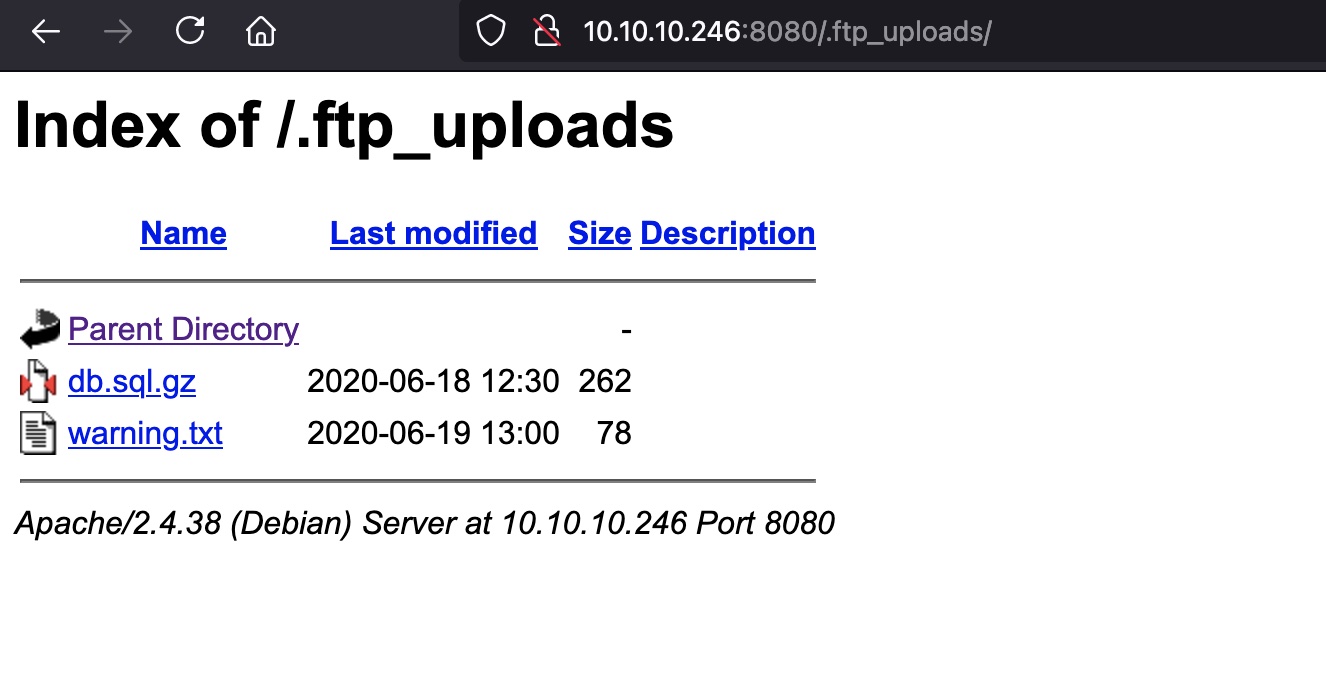 10.10.10.246:8080/.ftp_uploads/
Index of /.ftp_uploads
Name Last modified Size Description
Parent Directory -
db.sql.gz 2020-06-18 12:30 262
warning.txt 2020-06-19 13:00 78
Apache/2.4.38 (Debian) Server at 10.10.10.246 Port 8080